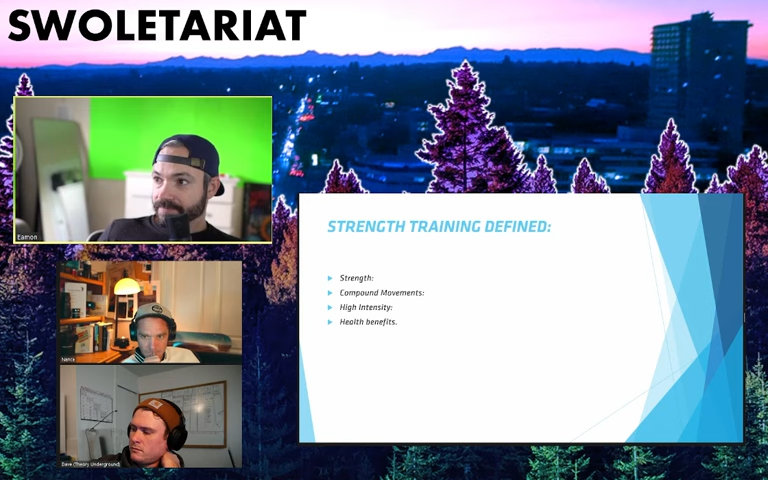 SWOLETARIAT
Eamon
STRENGTH TRAINING DEFINED:
Strength:
Compound Movements:
High Intensity:
Health benefits.
Nance
Dave (Theory Underground)